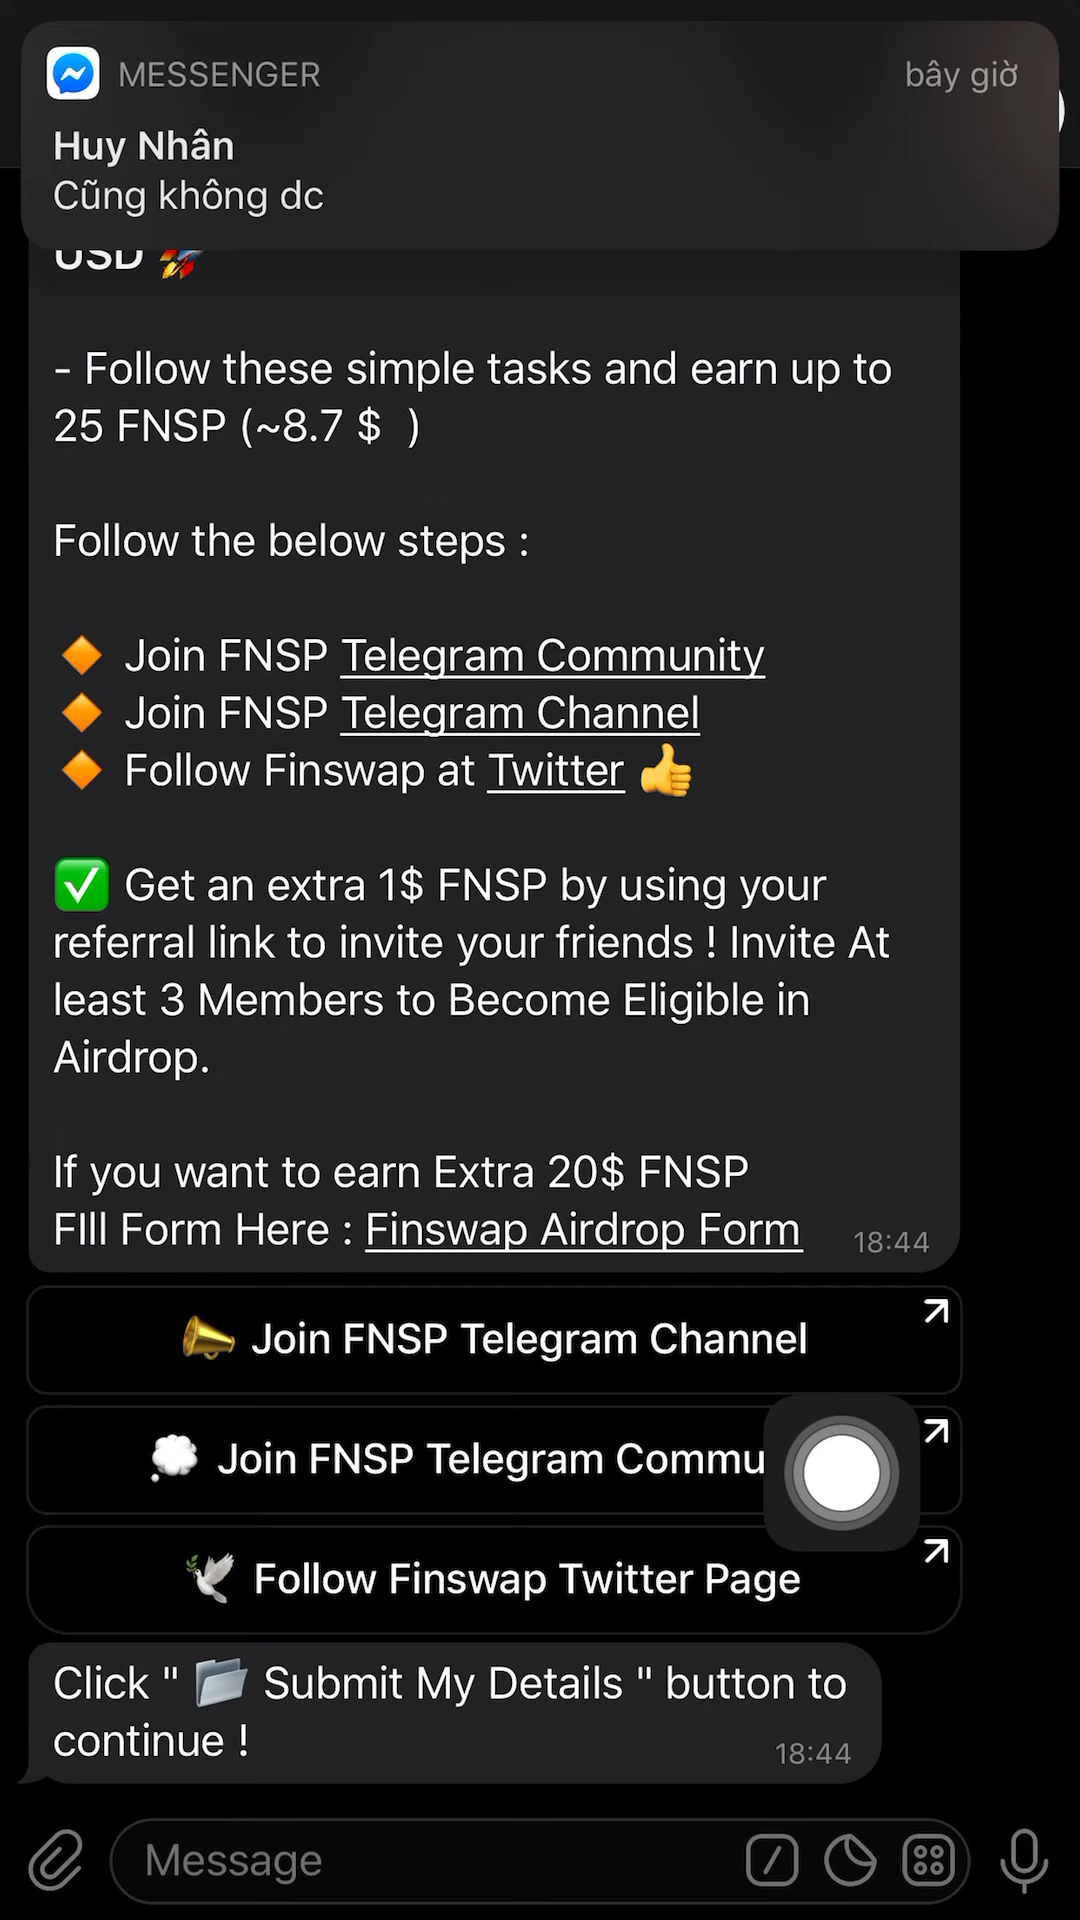 MESSENGER
bây giờ
Huy Nhân
Cũng không dc
USD 🚀
- Follow these simple tasks and earn up to
25 FNSP (~8.7 $ )
Follow the below steps :
🔸 Join FNSP Telegram Community
🔸 Join FNSP Telegram Channel
🔸 Follow Finswap at Twitter 👍
✅ Get an extra 1$ FNSP by using your
referral link to invite your friends ! Invite At
least 3 Members to Become Eligible in
Airdrop.
If you want to earn Extra 20$ FNSP
FIll Form Here : Finswap Airdrop Form
18:44
📣 Join FNSP Telegram Channel
💭 Join FNSP Telegram Commu
🕊 Follow Finswap Twitter Page
Click " 📁 Submit My Details " button to
continue !
18:44
Message